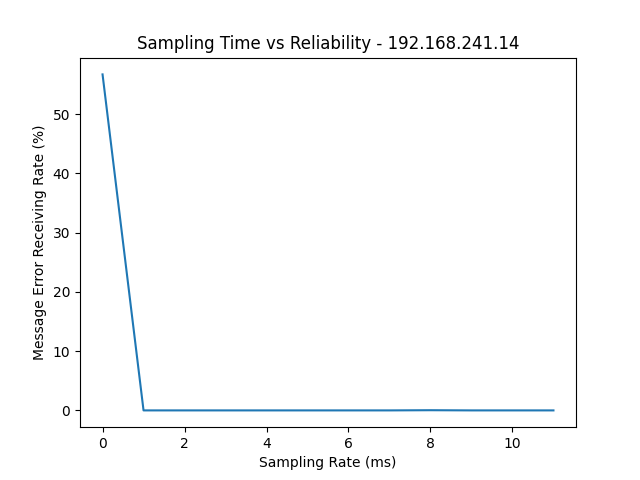 Sampling Time vs Reliability - 192.168.241.14
Message Error Receiving Rate (%)
50
40
30
20
10
0
0 2 4 6 8 10
Sampling Rate (ms)